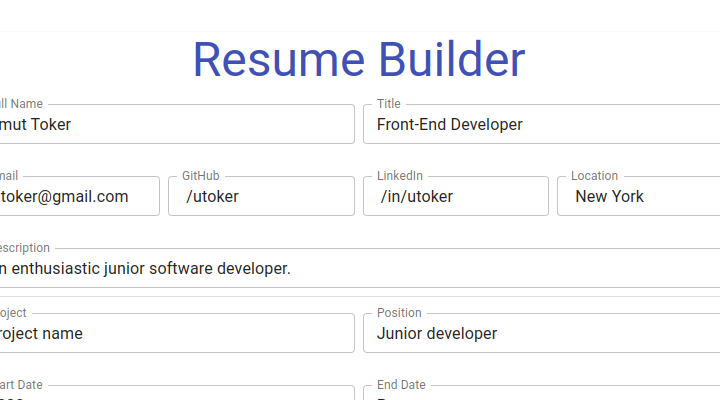 Resume Builder
ll Name Title
mut Toker Front-End Developer
mail GitHub LinkedIn Location
toker@gmail.com /utoker /in/utoker New York
escription
n enthusiastic junior software developer.
oject Position
roject name Junior developer
art Date End Date